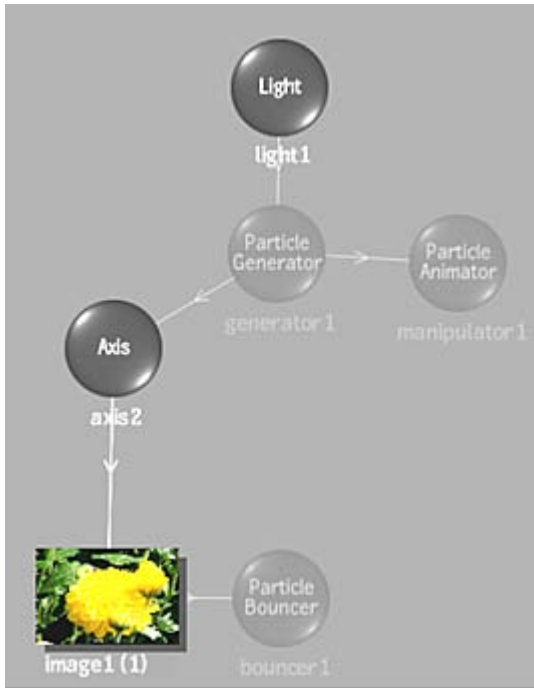 Light
light1
Particle
Generator
generator1
Particle
Animator
manipulator1
Axis
axis2
image1 (1)
Particle
Bouncer
bouncer1